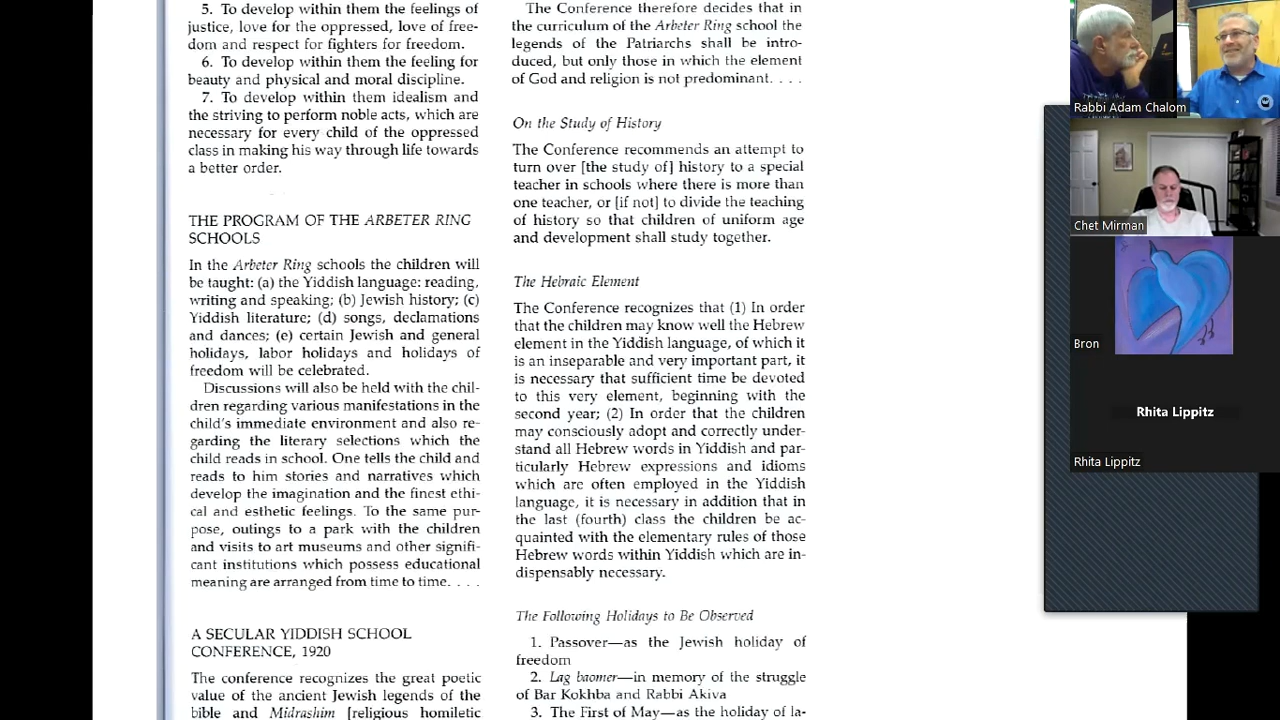 5. To develop within them the feelings of
justice, love for the oppressed, love of free-
dom and respect for fighters for freedom.
6. To develop within them the feeling for
beauty and physical and moral discipline.
7. To develop within them idealism and
the striving to perform noble acts, which are
necessary for every child of the oppressed
class in making his way through life towards
a better order.
THE PROGRAM OF THE ARBETER RING
SCHOOLS
In the Arbeter Ring schools the children will
be taught: (a) the Yiddish language: reading,
writing and speaking; (b) Jewish history; (c)
Yiddish literature; (d) songs, declamations
and dances; (e) certain Jewish and general
holidays, labor holidays and holidays of
freedom will be celebrated.
Discussions will also be held with the chil-
dren regarding various manifestations in the
child's immediate environment and also re-
garding the literary selections which the
child reads in school. One tells the child and
reads to him stories and narratives which
develop the imagination and the finest ethi-
cal and esthetic feelings. To the same pur-
pose, outings to a park with the children
and visits to art museums and other signifi-
cant institutions which possess educational
meaning are arranged from time to time. . . .
A SECULAR YIDDISH SCHOOL
CONFERENCE, 1920
The conference recognizes the great poetic
value of the ancient Jewish legends of the
bible and Midrashim [religious homiletic
The Conference therefore decides that in
the curriculum of the Arbeter Ring school the
legends of the Patriarchs shall be intro-
duced, but only those in which the element
of God and religion is not predominant. . . .
On the Study of History
The Conference recommends an attempt to
turn over [the study of] history to a special
teacher in schools where there is more than
one teacher, or [if not] to divide the teaching
of history so that children of uniform age
and development shall study together.
The Hebraic Element
The Conference recognizes that (1) In order
that the children may know well the Hebrew
element in the Yiddish language, of which it
is an inseparable and very important part, it
is necessary that sufficient time be devoted
to this very element, beginning with the
second year; (2) In order that the children
may consciously adopt and correctly under-
stand all Hebrew words in Yiddish and par-
ticularly Hebrew expressions and idioms
which are often employed in the Yiddish
language, it is necessary in addition that in
the last (fourth) class the children be ac-
quainted with the elementary rules of those
Hebrew words within Yiddish which are in-
dispensably necessary.
The Following Holidays to Be Observed
1. Passover—as the Jewish holiday of
freedom
2. Lag baomer—in memory of the struggle
of Bar Kokhba and Rabbi Akiva
3. The First of May—as the holiday of la-
Rabbi Adam Chalom
Chet Mirman
Bron
Rhita Lippitz
Rhita Lippitz